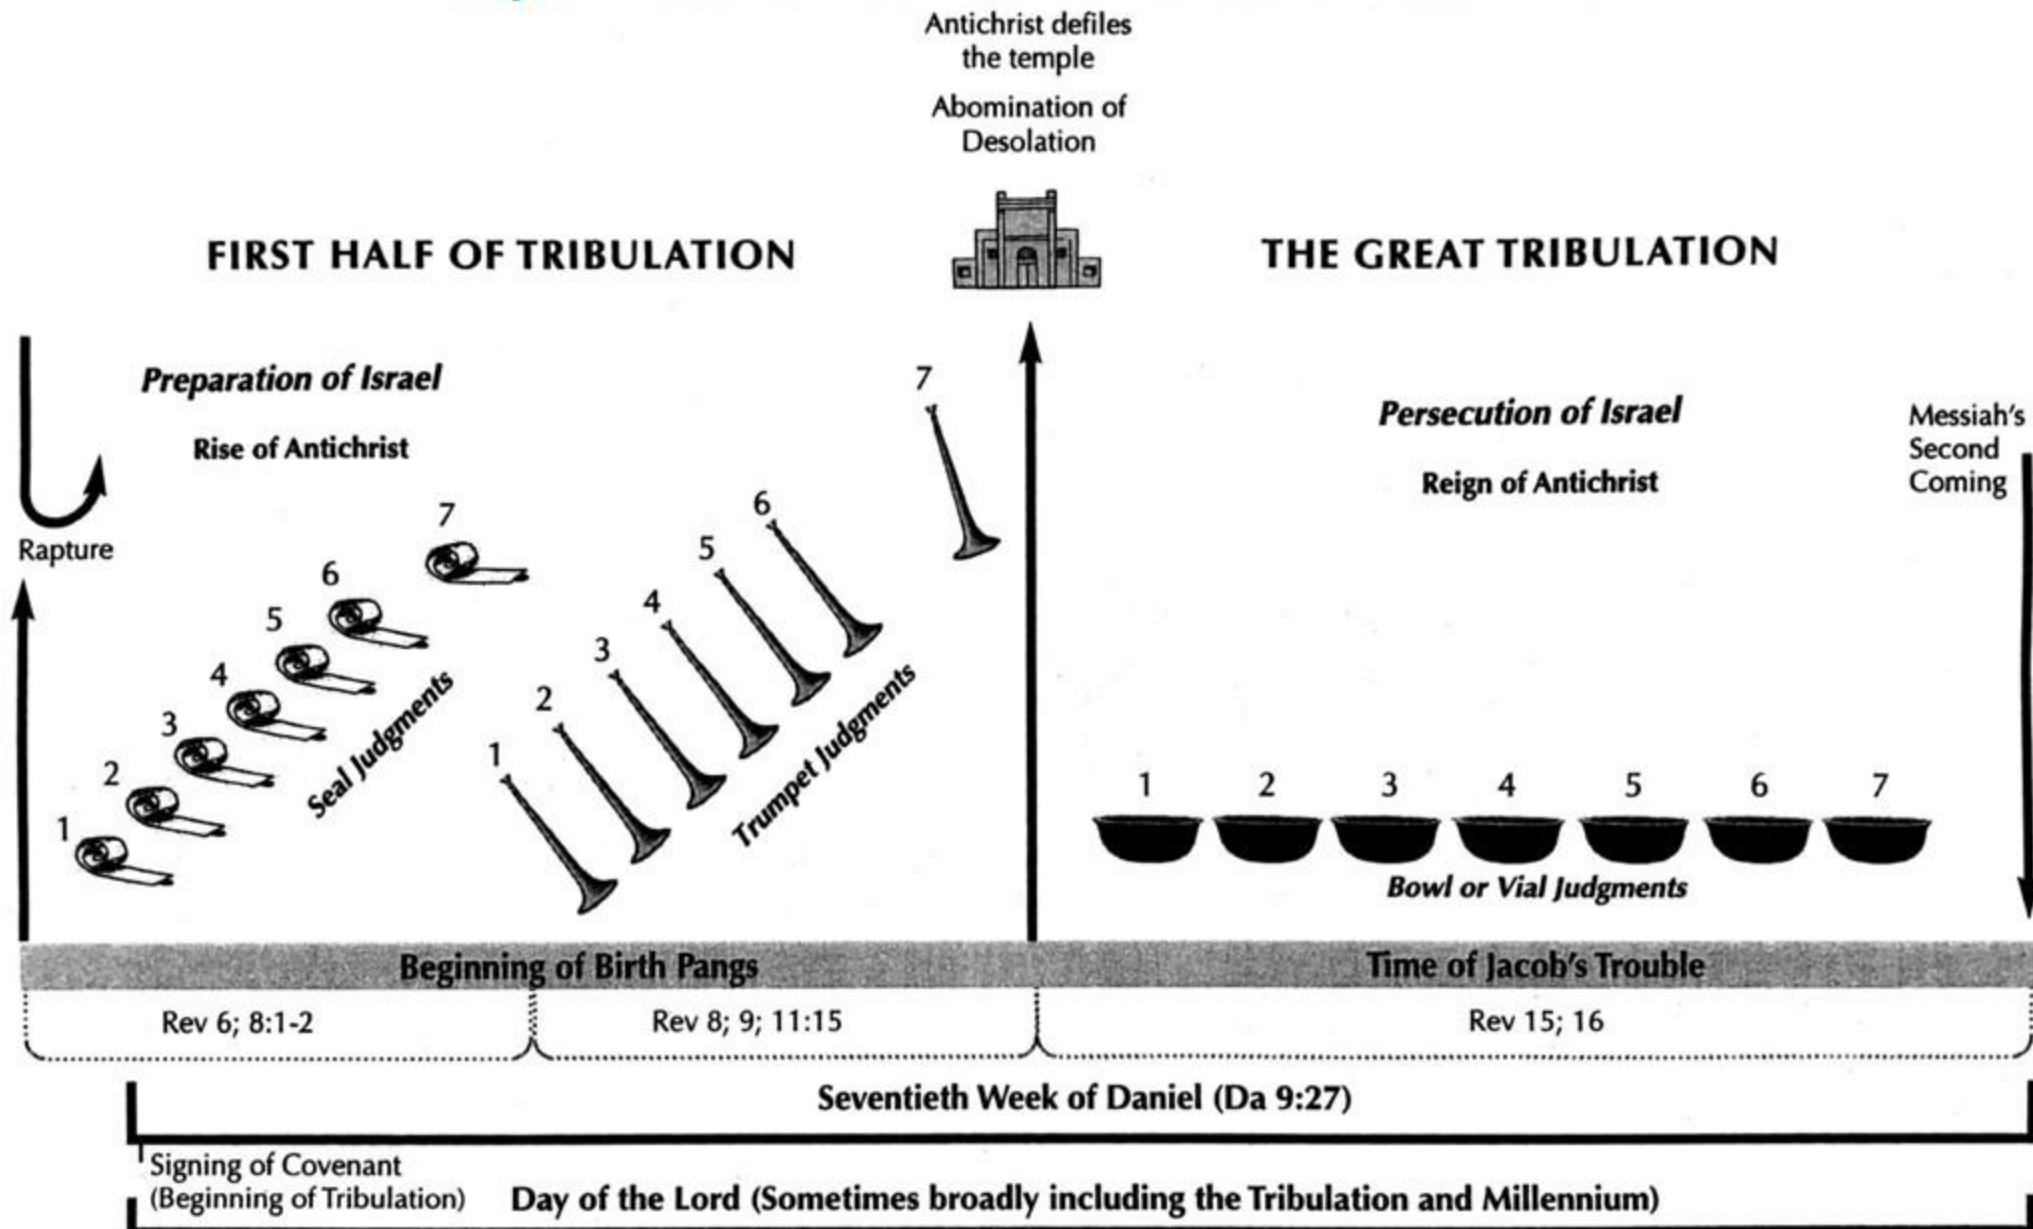 Antichrist defiles
the temple
Abomination of
Desolation
FIRST HALF OF TRIBULATION
THE GREAT TRIBULATION
Preparation of Israel
Rise of Antichrist
Rapture
1
2
3
4
5
6
7
Seal Judgments
1
2
3
4
5
6
7
Trumpet Judgments
Persecution of Israel
Reign of Antichrist
Messiah's
Second
Coming
1 2 3 4 5 6 7
Bowl or Vial Judgments
Beginning of Birth Pangs
Time of Jacob's Trouble
Rev 6; 8:1-2
Rev 8; 9; 11:15
Rev 15; 16
Seventieth Week of Daniel (Da 9:27)
Signing of Covenant
(Beginning of Tribulation)
Day of the Lord (Sometimes broadly including the Tribulation and Millennium)